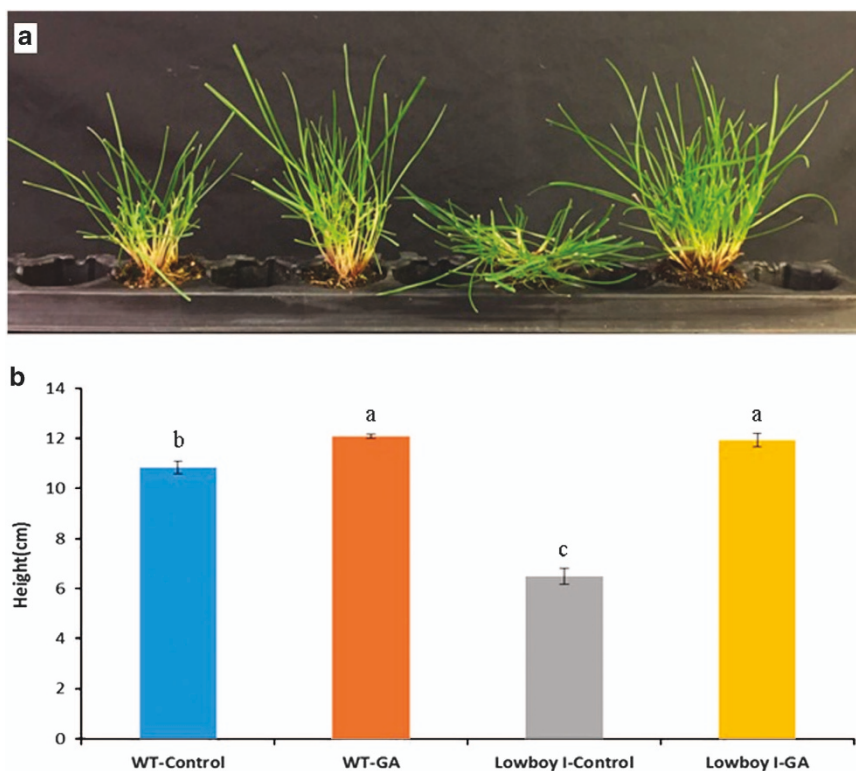 a
b
14
12
10
8
6
4
2
0
Height(cm)
b
a
c
a
WT-Control
WT-GA
Lowboy I-Control
Lowboy I-GA